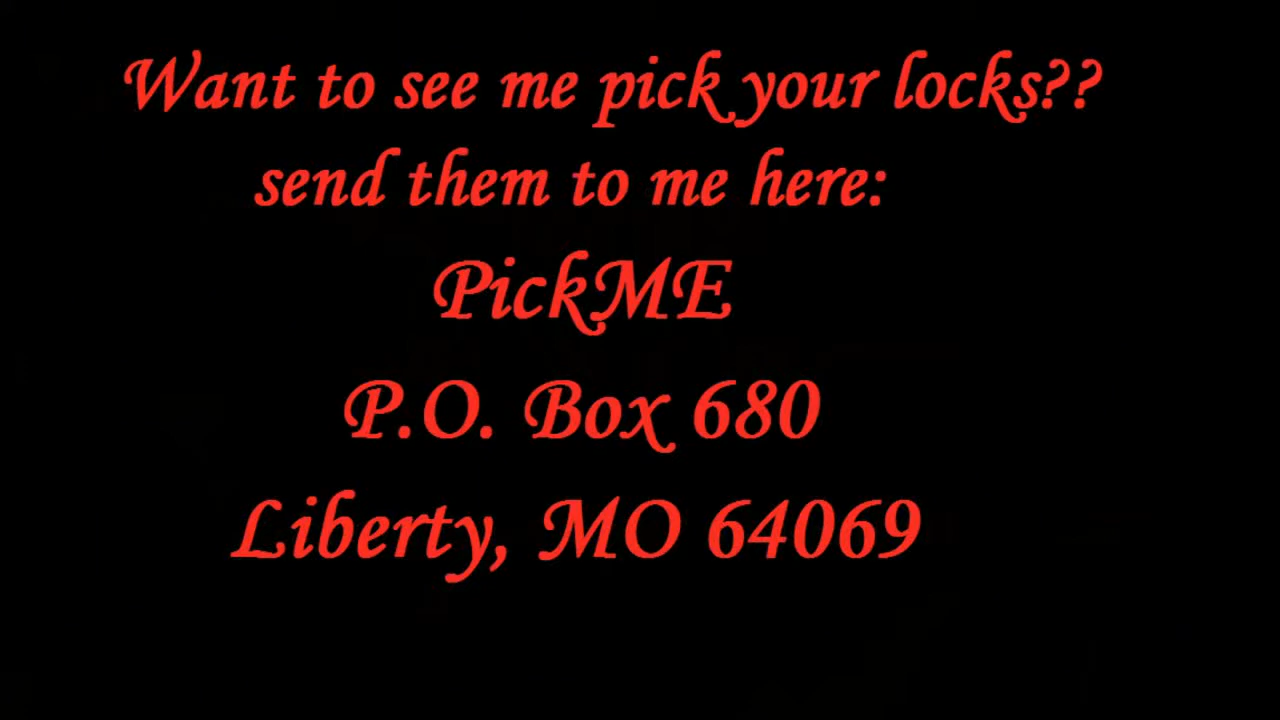 Want to see me pick your locks??
send them to me here:
PickME
P.O. Box 680
Liberty, MO 64069